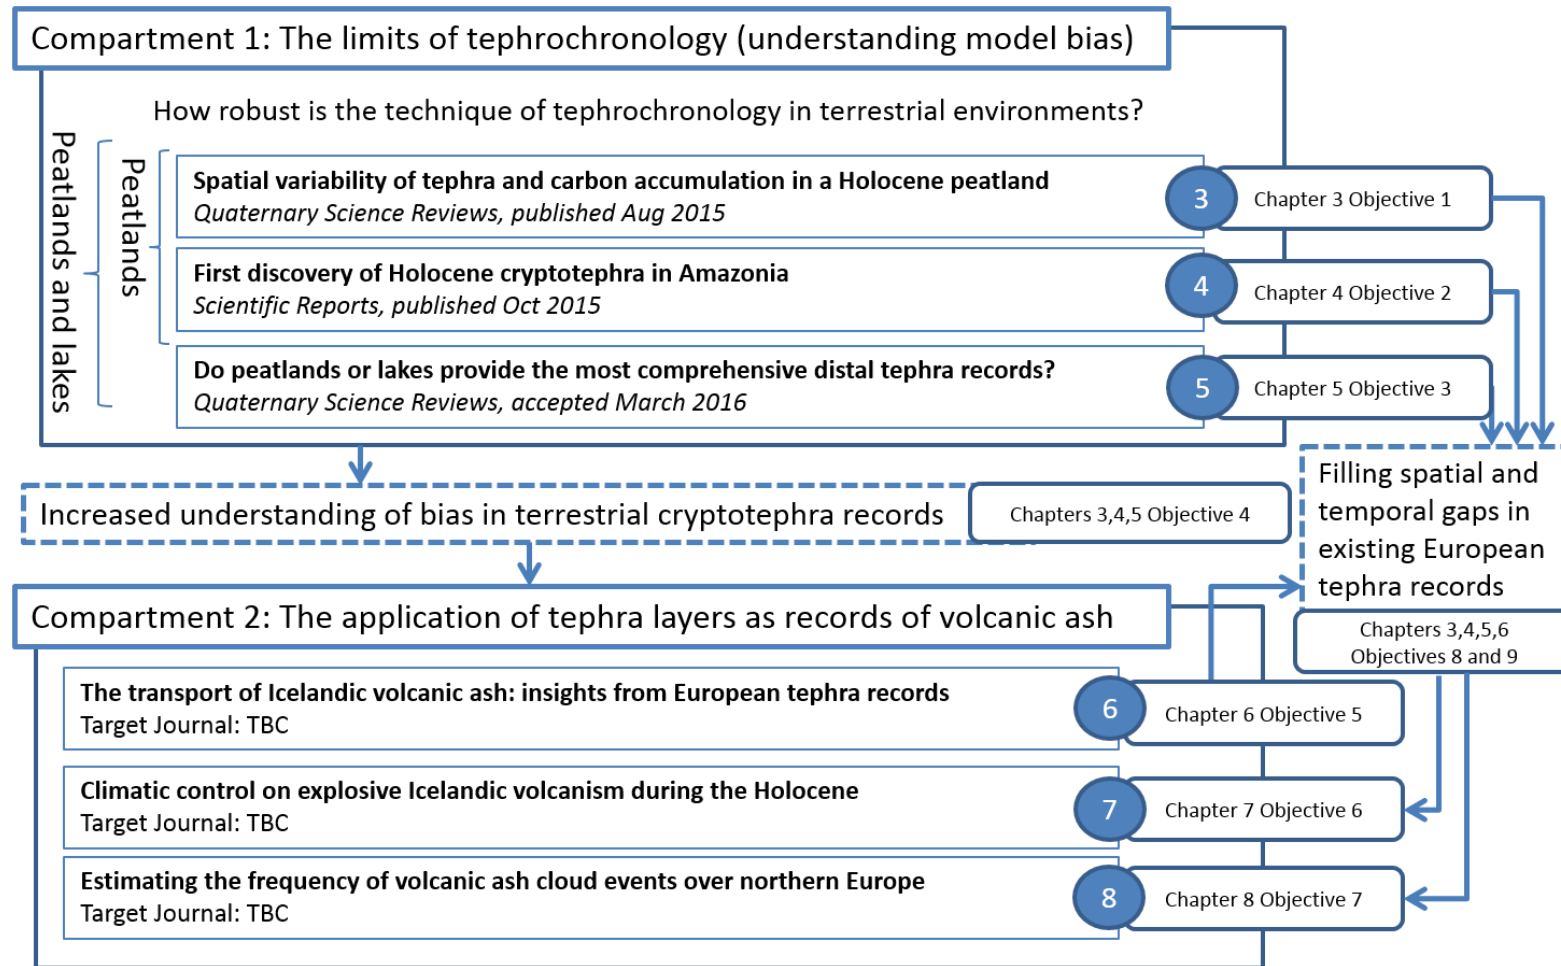 Compartment 1: The limits of tephrochronology (understanding model bias)
How robust is the technique of tephrochronology in terrestrial environments?
Peatlands and lakes
Peatlands
Spatial variability of tephra and carbon accumulation in a Holocene peatland
Quaternary Science Reviews, published Aug 2015
3
Chapter 3 Objective 1
First discovery of Holocene cryptotephra in Amazonia
Scientific Reports, published Oct 2015
4
Chapter 4 Objective 2
Do peatlands or lakes provide the most comprehensive distal tephra records?
Quaternary Science Reviews, accepted March 2016
5
Chapter 5 Objective 3
Increased understanding of bias in terrestrial cryptotephra records
Chapters 3,4,5 Objective 4
Filling spatial and
temporal gaps in
existing European
tephra records
Chapters 3,4,5,6
Objectives 8 and 9
Compartment 2: The application of tephra layers as records of volcanic ash
The transport of Icelandic volcanic ash: insights from European tephra records
Target Journal: TBC
6
Chapter 6 Objective 5
Climatic control on explosive Icelandic volcanism during the Holocene
Target Journal: TBC
7
Chapter 7 Objective 6
Estimating the frequency of volcanic ash cloud events over northern Europe
Target Journal: TBC
8
Chapter 8 Objective 7